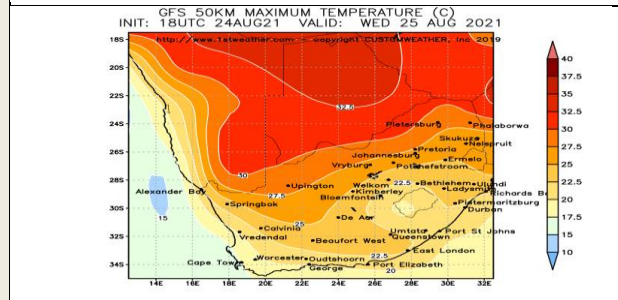 GFS 50KM MAXIMUM TEMPERATURE (C)
INIT: 18UTC 24AUG21   VALID: WED 25 AUG 2021
http://www.1stweather.com — copyright CUSTOMWEATHER, Inc 2019
18S
20S
22S
24S
26S
28S
30S
32S
34S
32.5
Pietersburg
Phalaborwa
Skukuza
Nelspruit
Pretoria
Johannesburg
Ermelo
Vryburg
Potchefstroom
30
Welkom
22.5
Bethlehem
Ulundi
Alexander Bay
Upington
Kimberley
Ladysmith
27.5
Bloemfontein
Richards B
Springbok
Pietermaritzburg
15
De Aar
Durban
Calvinia
25
Umtata
Port St Johns
Vredendal
Beaufort West
Queenstown
East London
Cape Town
Worcester
Oudtshoorn
22.5
George
Port Elizabeth
20
14E 16E 18E 20E 22E 24E 26E 28E 30E 32E
40
37.5
35
32.5
30
27.5
25
22.5
20
17.5
15
10